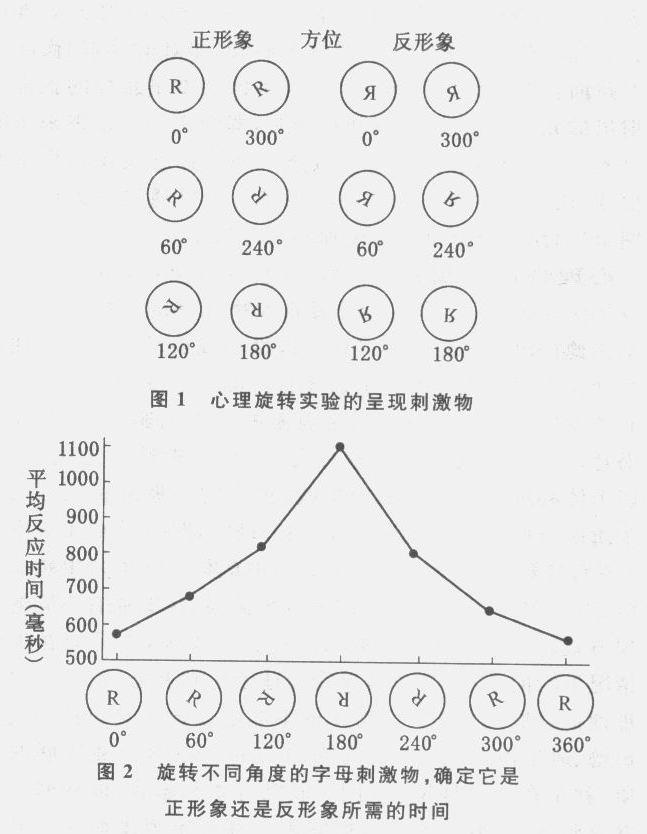 正形象 方位 反形象
R R Я Я
0° 300° 0° 300°
R R Я Я
60° 240° 60° 240°
R R Я Я
120° 180° 120° 180°
图1 心理旋转实验的呈现刺激物
平均反应时间(毫秒)
1100
1000
900
800
700
600
500
R R R R R R R
0° 60° 120° 180° 240° 300° 360°
图2 旋转不同角度的字母刺激物,确定它是
正形象还是反形象所需的时间